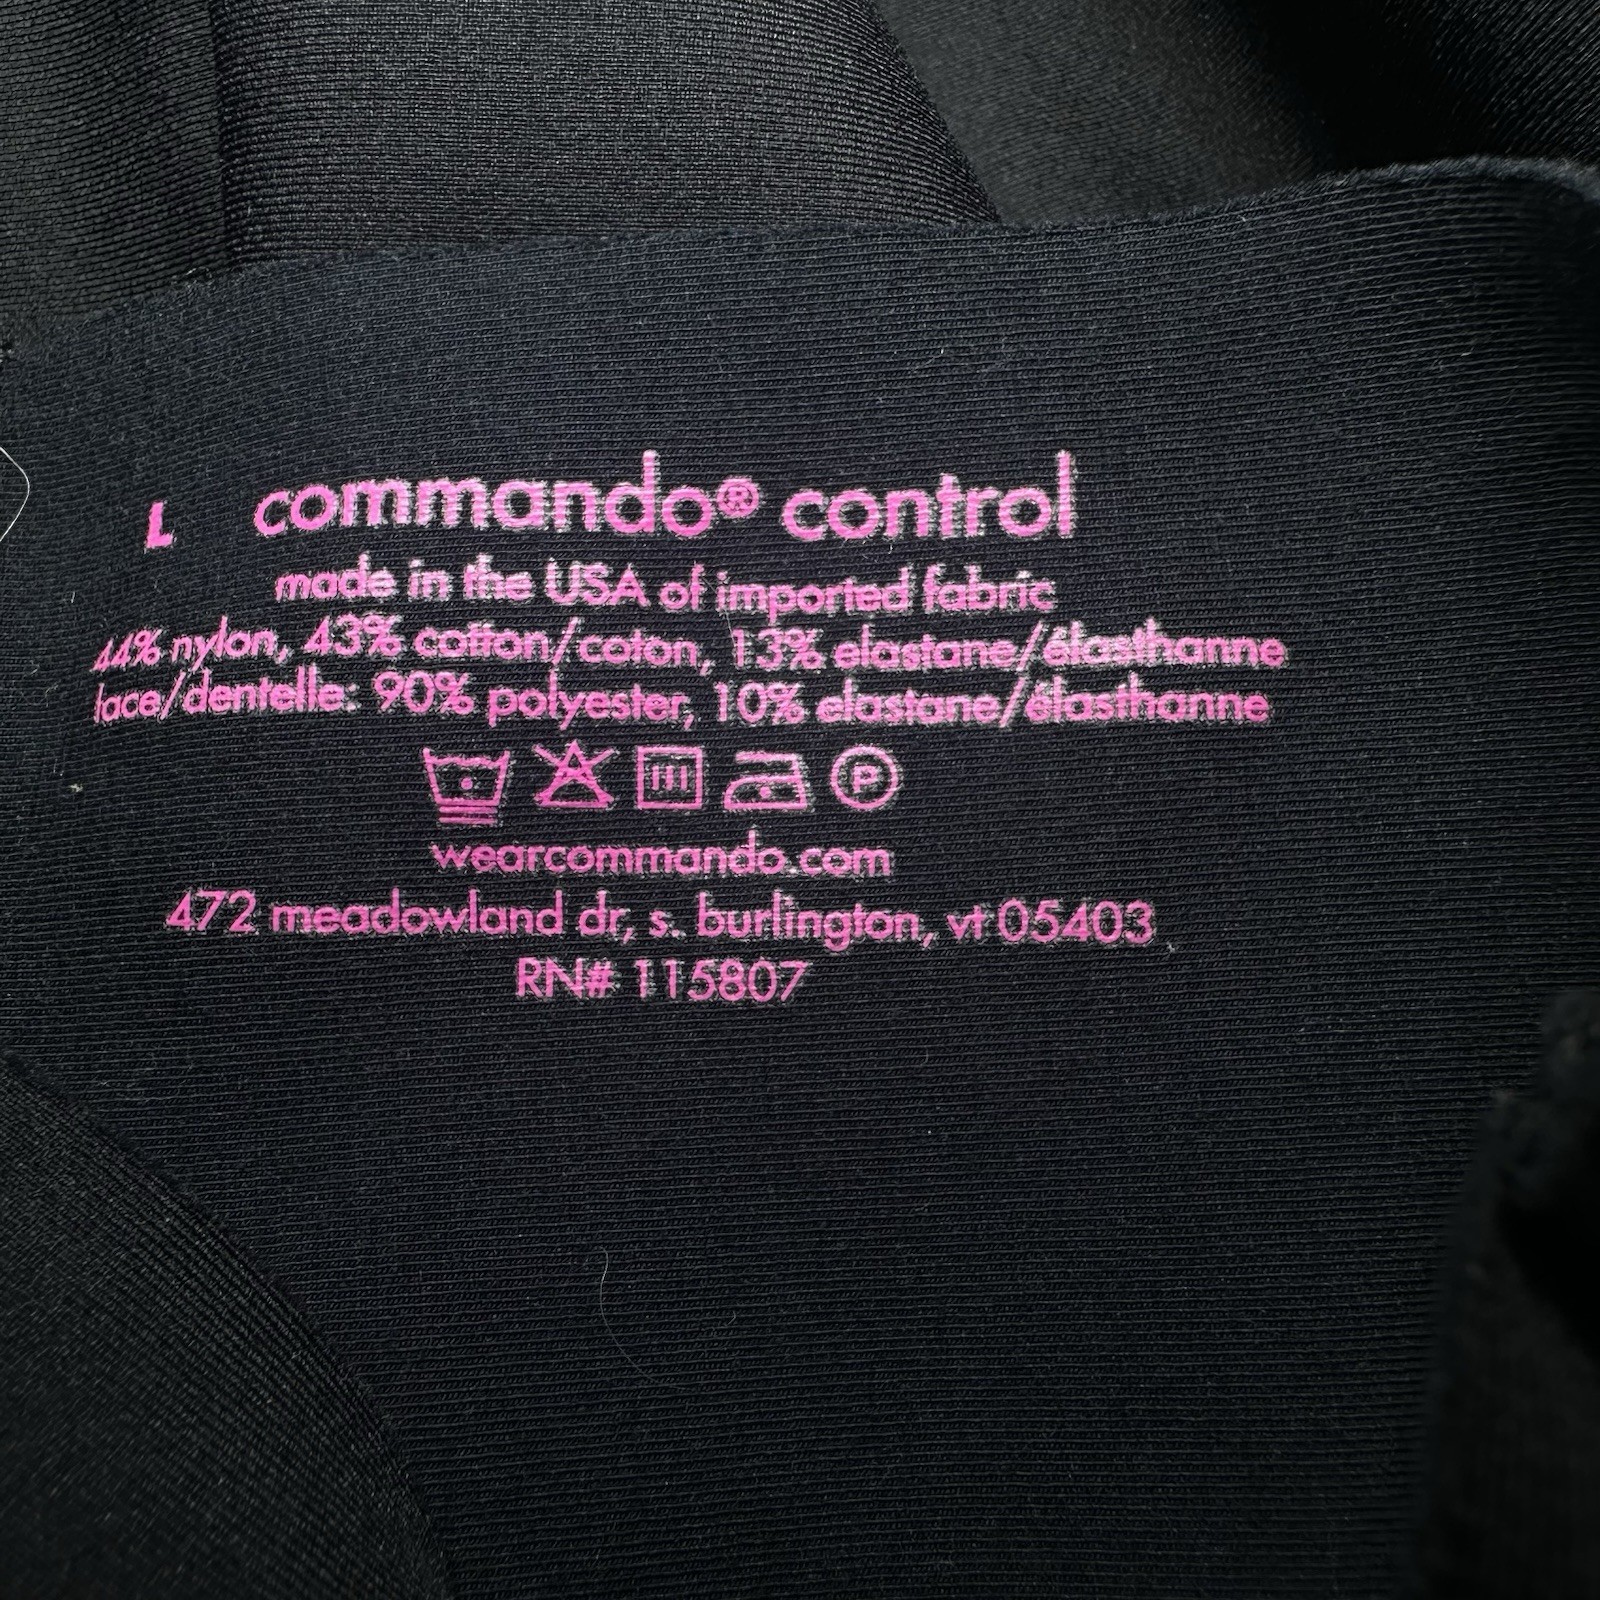 L commando® control
made in the USA of imported fabric
44% nylon, 43% cotton/coton, 13% elastane/élasthanne
lace/dentelle: 90% polyester, 10% elastane/élasthanne
P
wearcommando.com
472 meadowland dr, s. burlington, vt 05403
RN# 115807